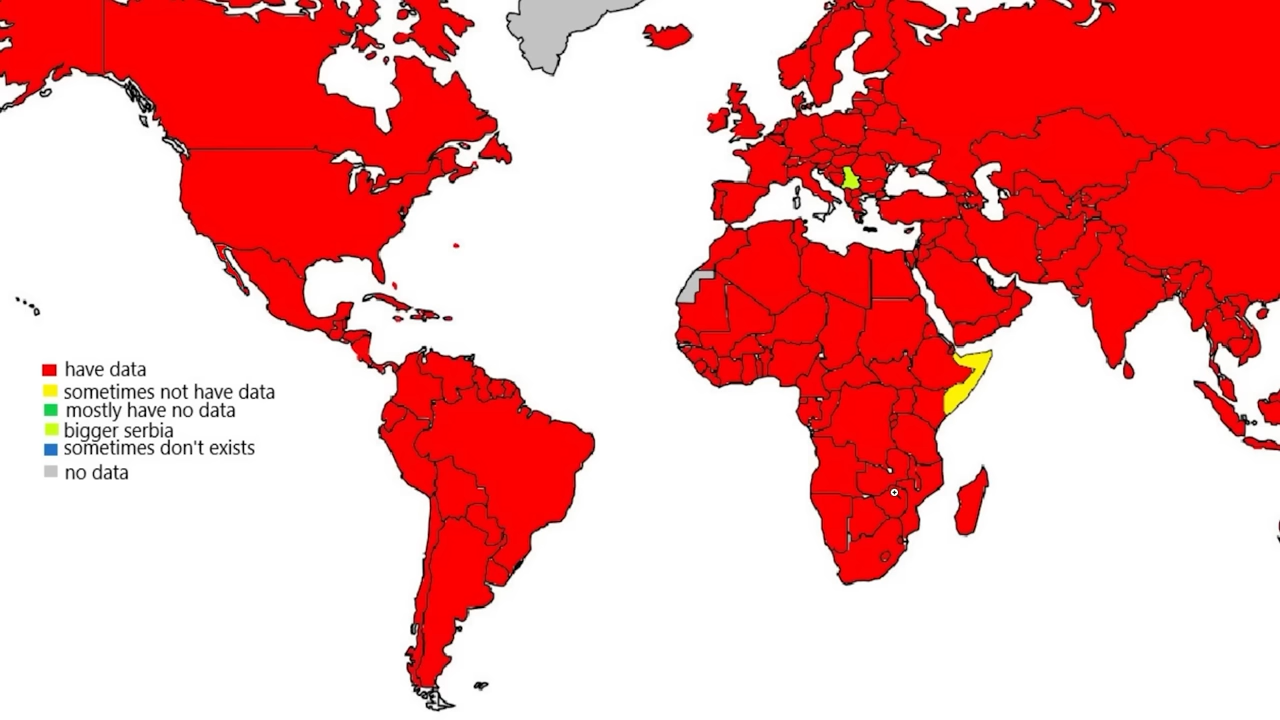 have data
sometimes not have data
mostly have no data
bigger serbia
sometimes don't exists
no data